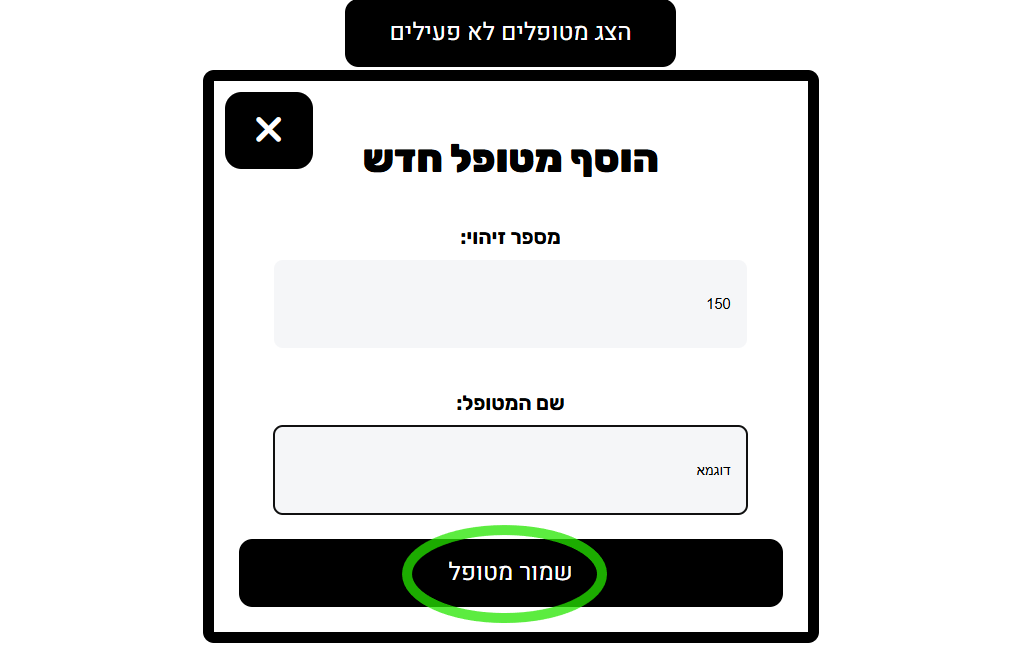 הצג מטופלים לא פעילים
הוסף מטופל חדש
מספר זיהוי:
150
שם המטופל:
דוגמא
שמור מטופל